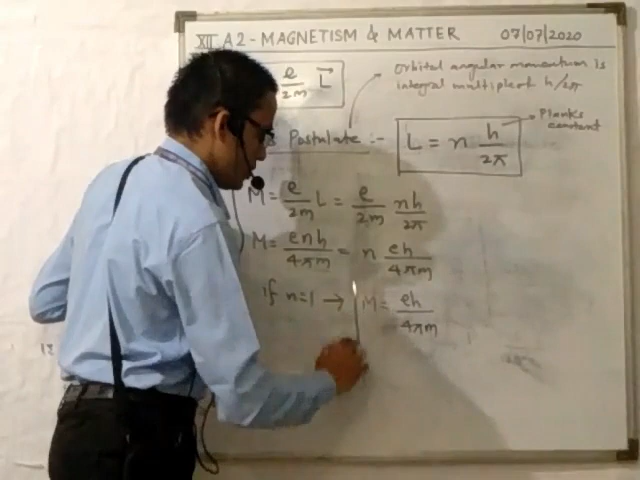 XII A2 - MAGNETISM & MATTER 07/07/2020
e/2m L⃗
orbital angular momentum is
integral multiple of h/2π
Postulate :-
L = n h/2π
Planks
constant
M = e/2m L = e/2m nh/2π
M = enh/4πm = n eh/4πm
If n=1 → M = eh/4πm